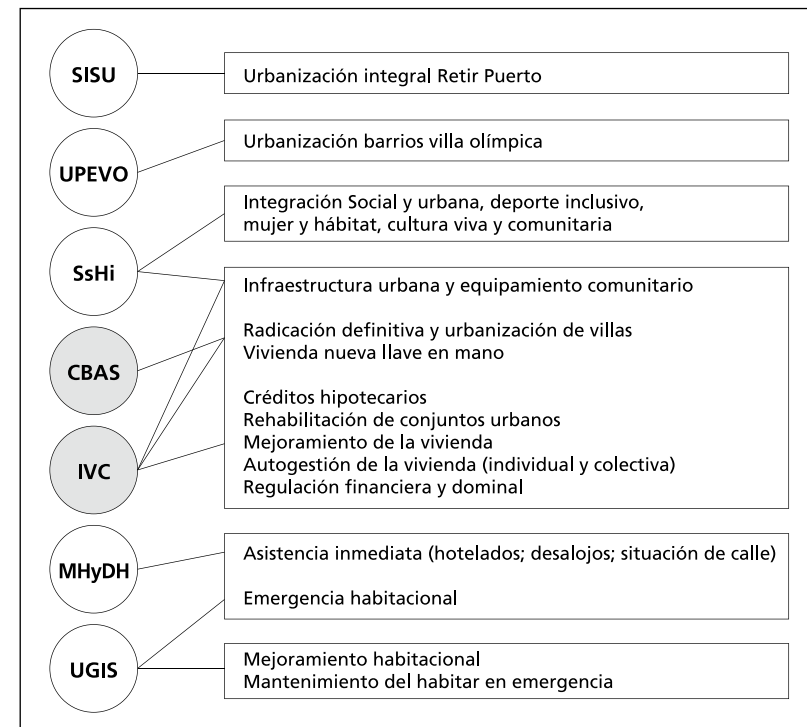 SISU
Urbanización integral Retir Puerto
UPEVO
Urbanización barrios villa olímpica
SsHi
Integración Social y urbana, deporte inclusivo,
mujer y hábitat, cultura viva y comunitaria
Infraestructura urbana y equipamiento comunitario
CBAS
Radicación definitiva y urbanización de villas
Vivienda nueva llave en mano
IVC
Créditos hipotecarios
Rehabilitación de conjuntos urbanos
Mejoramiento de la vivienda
Autogestión de la vivienda (individual y colectiva)
Regulación financiera y dominal
MHyDH
Asistencia inmediata (hotelados; desalojos; situación de calle)
Emergencia habitacional
UGIS
Mejoramiento habitacional
Mantenimiento del habitar en emergencia